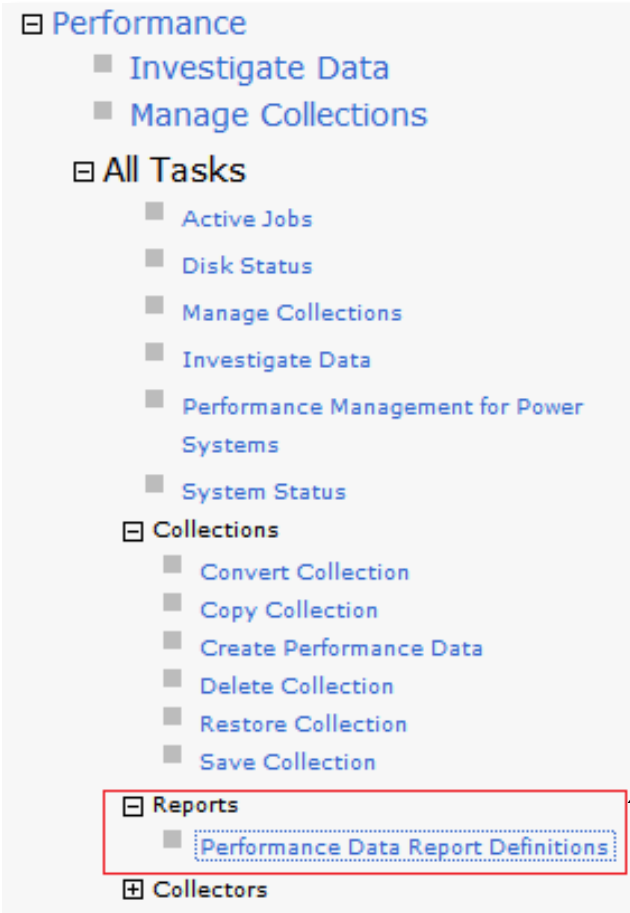 Performance
Investigate Data
Manage Collections
All Tasks
Active Jobs
Disk Status
Manage Collections
Investigate Data
Performance Management for Power
Systems
System Status
Collections
Convert Collection
Copy Collection
Create Performance Data
Delete Collection
Restore Collection
Save Collection
Reports
Performance Data Report Definitions
Collectors